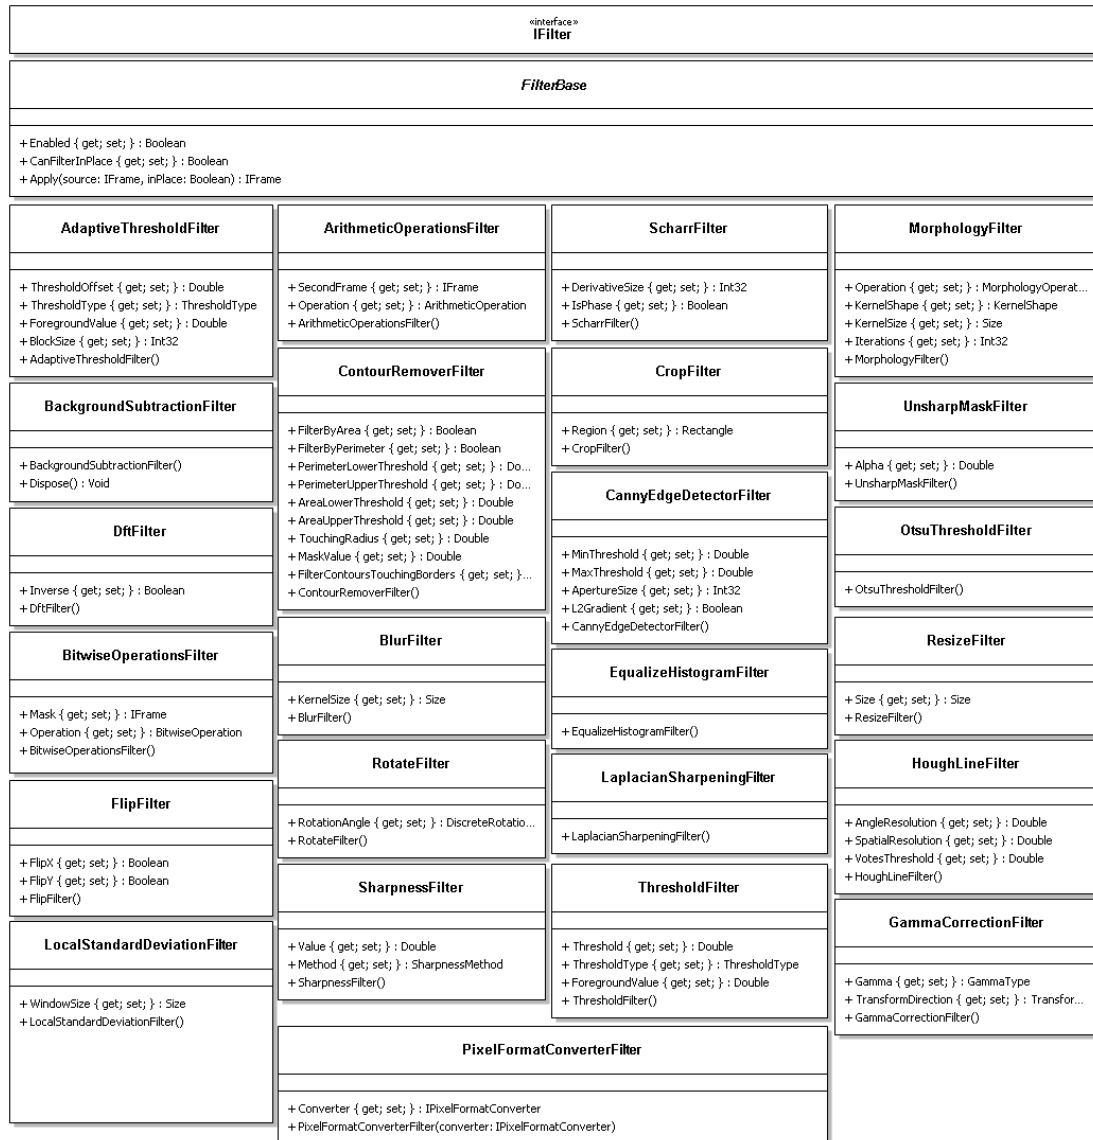 «interface»
IFilter
FilterBase
+ Enabled { get; set; } : Boolean
+ CanFilterInPlace { get; set; } : Boolean
+ Apply(source: IFrame, inPlace: Boolean) : IFrame
AdaptiveThresholdFilter
+ ThresholdOffset { get; set; } : Double
+ ThresholdType { get; set; } : ThresholdType
+ ForegroundValue { get; set; } : Double
+ BlockSize { get; set; } : Int32
+ AdaptiveThresholdFilter()
BackgroundSubtractionFilter
+ BackgroundSubtractionFilter()
+ Dispose() : Void
DftFilter
+ Inverse { get; set; } : Boolean
+ DftFilter()
BitwiseOperationsFilter
+ Mask { get; set; } : IFrame
+ Operation { get; set; } : BitwiseOperation
+ BitwiseOperationsFilter()
FlipFilter
+ FlipX { get; set; } : Boolean
+ FlipY { get; set; } : Boolean
+ FlipFilter()
LocalStandardDeviationFilter
+ WindowSize { get; set; } : Size
+ LocalStandardDeviationFilter()
ArithmeticOperationsFilter
+ SecondFrame { get; set; } : IFrame
+ Operation { get; set; } : ArithmeticOperation
+ ArithmeticOperationsFilter()
ContourRemoverFilter
+ FilterByArea { get; set; } : Boolean
+ FilterByPerimeter { get; set; } : Boolean
+ PerimeterLowerThreshold { get; set; } : Do...
+ PerimeterUpperThreshold { get; set; } : Do...
+ AreaLowerThreshold { get; set; } : Double
+ AreaUpperThreshold { get; set; } : Double
+ TouchingRadius { get; set; } : Double
+ MaskValue { get; set; } : Double
+ FilterContoursTouchingBorders { get; set; }...
+ ContourRemoverFilter()
BlurFilter
+ KernelSize { get; set; } : Size
+ BlurFilter()
RotateFilter
+ RotationAngle { get; set; } : DiscreteRotatio...
+ RotateFilter()
SharpnessFilter
+ Value { get; set; } : Double
+ Method { get; set; } : SharpnessMethod
+ SharpnessFilter()
ScharrFilter
+ DerivativeSize { get; set; } : Int32
+ IsPhase { get; set; } : Boolean
+ ScharrFilter()
CropFilter
+ Region { get; set; } : Rectangle
+ CropFilter()
CannyEdgeDetectorFilter
+ MinThreshold { get; set; } : Double
+ MaxThreshold { get; set; } : Double
+ ApertureSize { get; set; } : Int32
+ L2Gradient { get; set; } : Boolean
+ CannyEdgeDetectorFilter()
EqualizeHistogramFilter
+ EqualizeHistogramFilter()
LaplacianSharpeningFilter
+ LaplacianSharpeningFilter()
ThresholdFilter
+ Threshold { get; set; } : Double
+ ThresholdType { get; set; } : ThresholdType
+ ForegroundValue { get; set; } : Double
+ ThresholdFilter()
MorphologyFilter
+ Operation { get; set; } : MorphologyOperat...
+ KernelShape { get; set; } : KernelShape
+ KernelSize { get; set; } : Size
+ Iterations { get; set; } : Int32
+ MorphologyFilter()
UnsharpMaskFilter
+ Alpha { get; set; } : Double
+ UnsharpMaskFilter()
OtsuThresholdFilter
+ OtsuThresholdFilter()
ResizeFilter
+ Size { get; set; } : Size
+ ResizeFilter()
HoughLineFilter
+ AngleResolution { get; set; } : Double
+ SpatialResolution { get; set; } : Double
+ VotesThreshold { get; set; } : Double
+ HoughLineFilter()
GammaCorrectionFilter
+ Gamma { get; set; } : GammaType
+ TransformDirection { get; set; } : Transfor...
+ GammaCorrectionFilter()
PixelFormatConverterFilter
+ Converter { get; set; } : IPixelFormatConverter
+ PixelFormatConverterFilter(converter: IPixelFormatConverter)